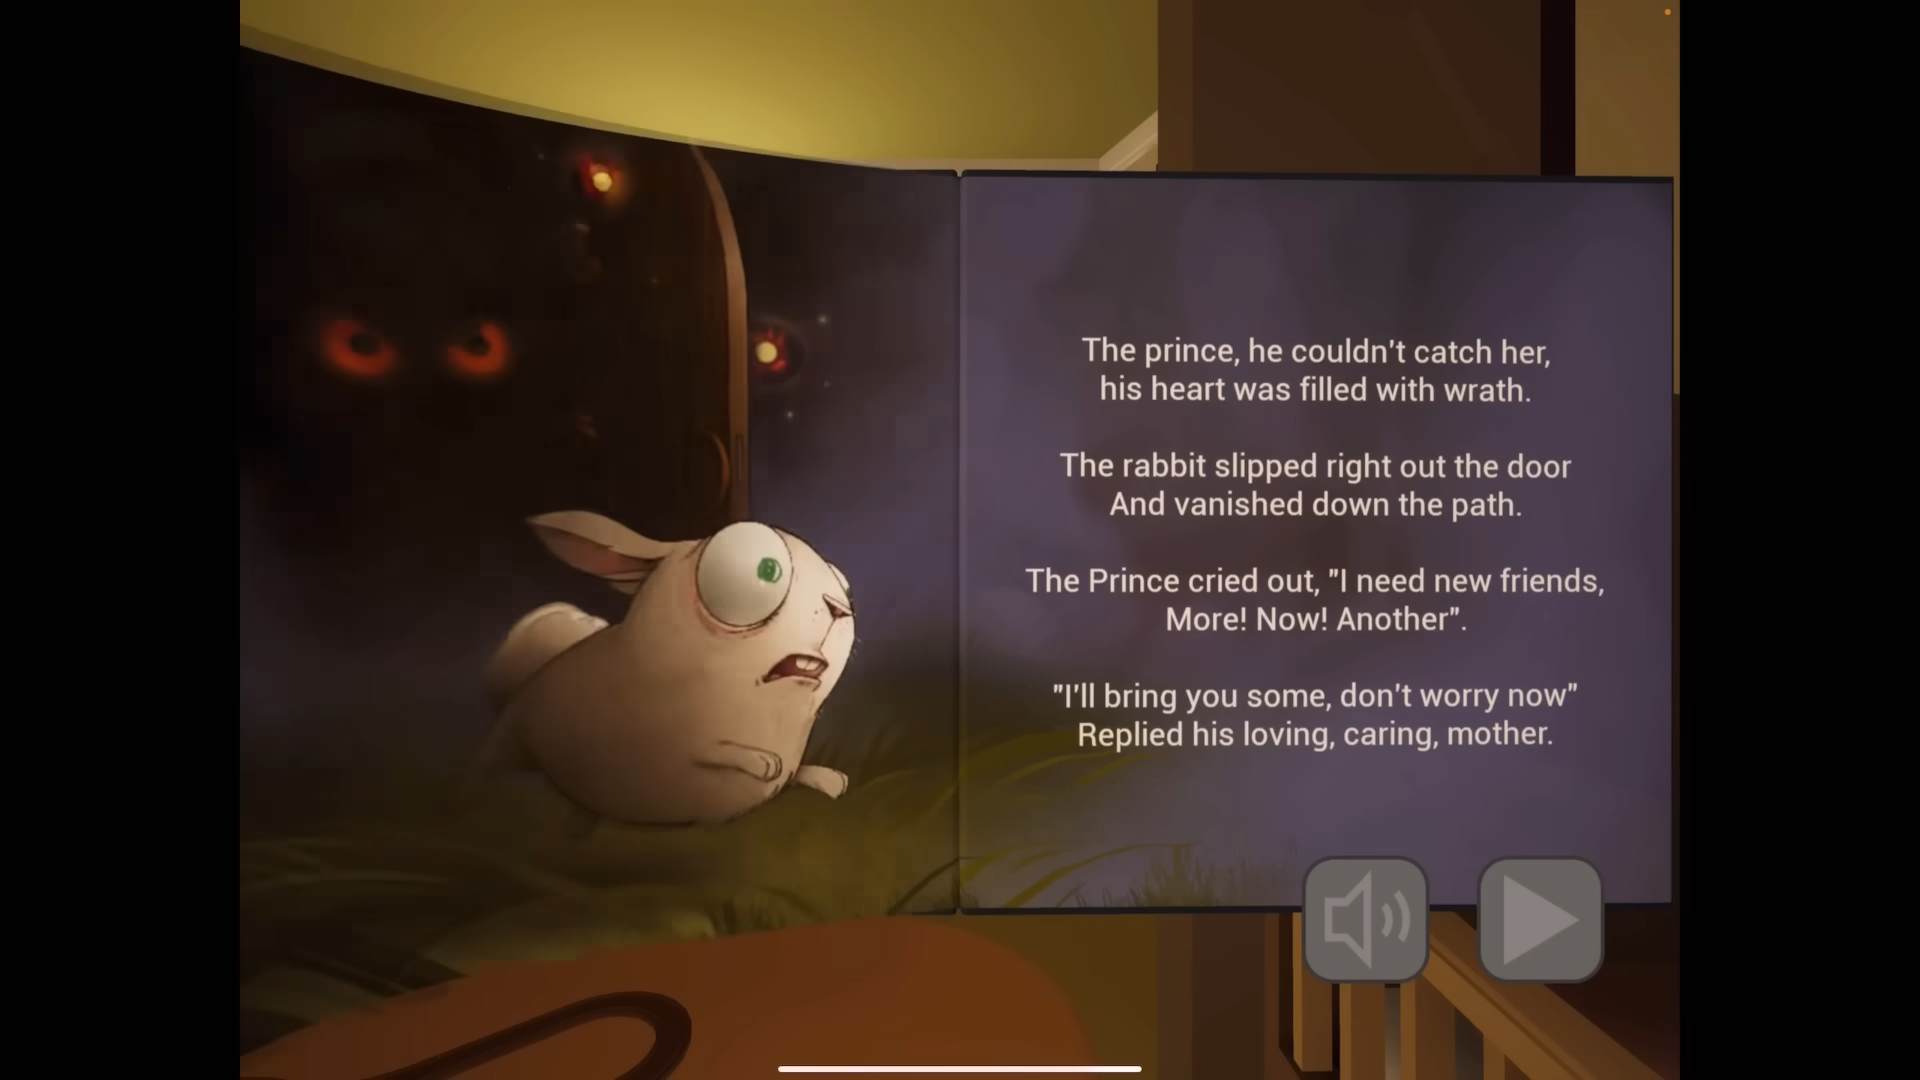 The prince, he couldn't catch her,
his heart was filled with wrath.
The rabbit slipped right out the door
And vanished down the path.
The Prince cried out, "I need new friends,
More! Now! Another".
"I'll bring you some, don't worry now"
Replied his loving, caring, mother.